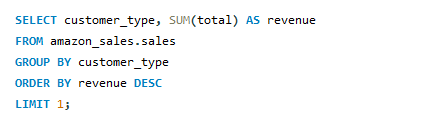 SELECT customer_type, SUM(total) AS revenue
FROM amazon_sales.sales
GROUP BY customer_type
ORDER BY revenue DESC
LIMIT 1;